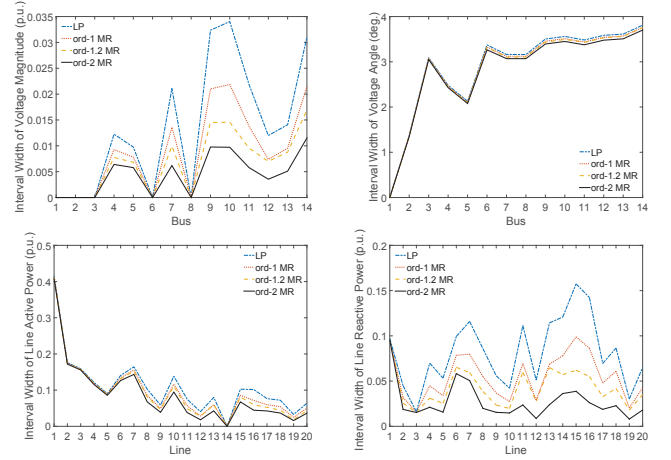 Interval Width of Voltage Magnitude (p.u.)
0.035
0.03
0.025
0.02
0.015
0.01
0.005
0
LP
ord-1 MR
ord-1.2 MR
ord-2 MR
1 2 3 4 5 6 7 8 9 10 11 12 13 14
Bus
Interval Width of Voltage Angle (deg.)
4
3
2
1
0
LP
ord-1 MR
ord-1.2 MR
ord-2 MR
1 2 3 4 5 6 7 8 9 10 11 12 13 14
Bus
Interval Width of Line Active Power (p.u.)
0.5
0.4
0.3
0.2
0.1
0
LP
ord-1 MR
ord-1.2 MR
ord-2 MR
1 2 3 4 5 6 7 8 9 10 11 12 13 14 15 16 17 18 19 20
Line
Interval Width of Line Reactive Power (p.u.)
0.2
0.15
0.1
0.05
0
LP
ord-1 MR
ord-1.2 MR
ord-2 MR
1 2 3 4 5 6 7 8 9 10 11 12 13 14 15 16 17 18 19 20
Line